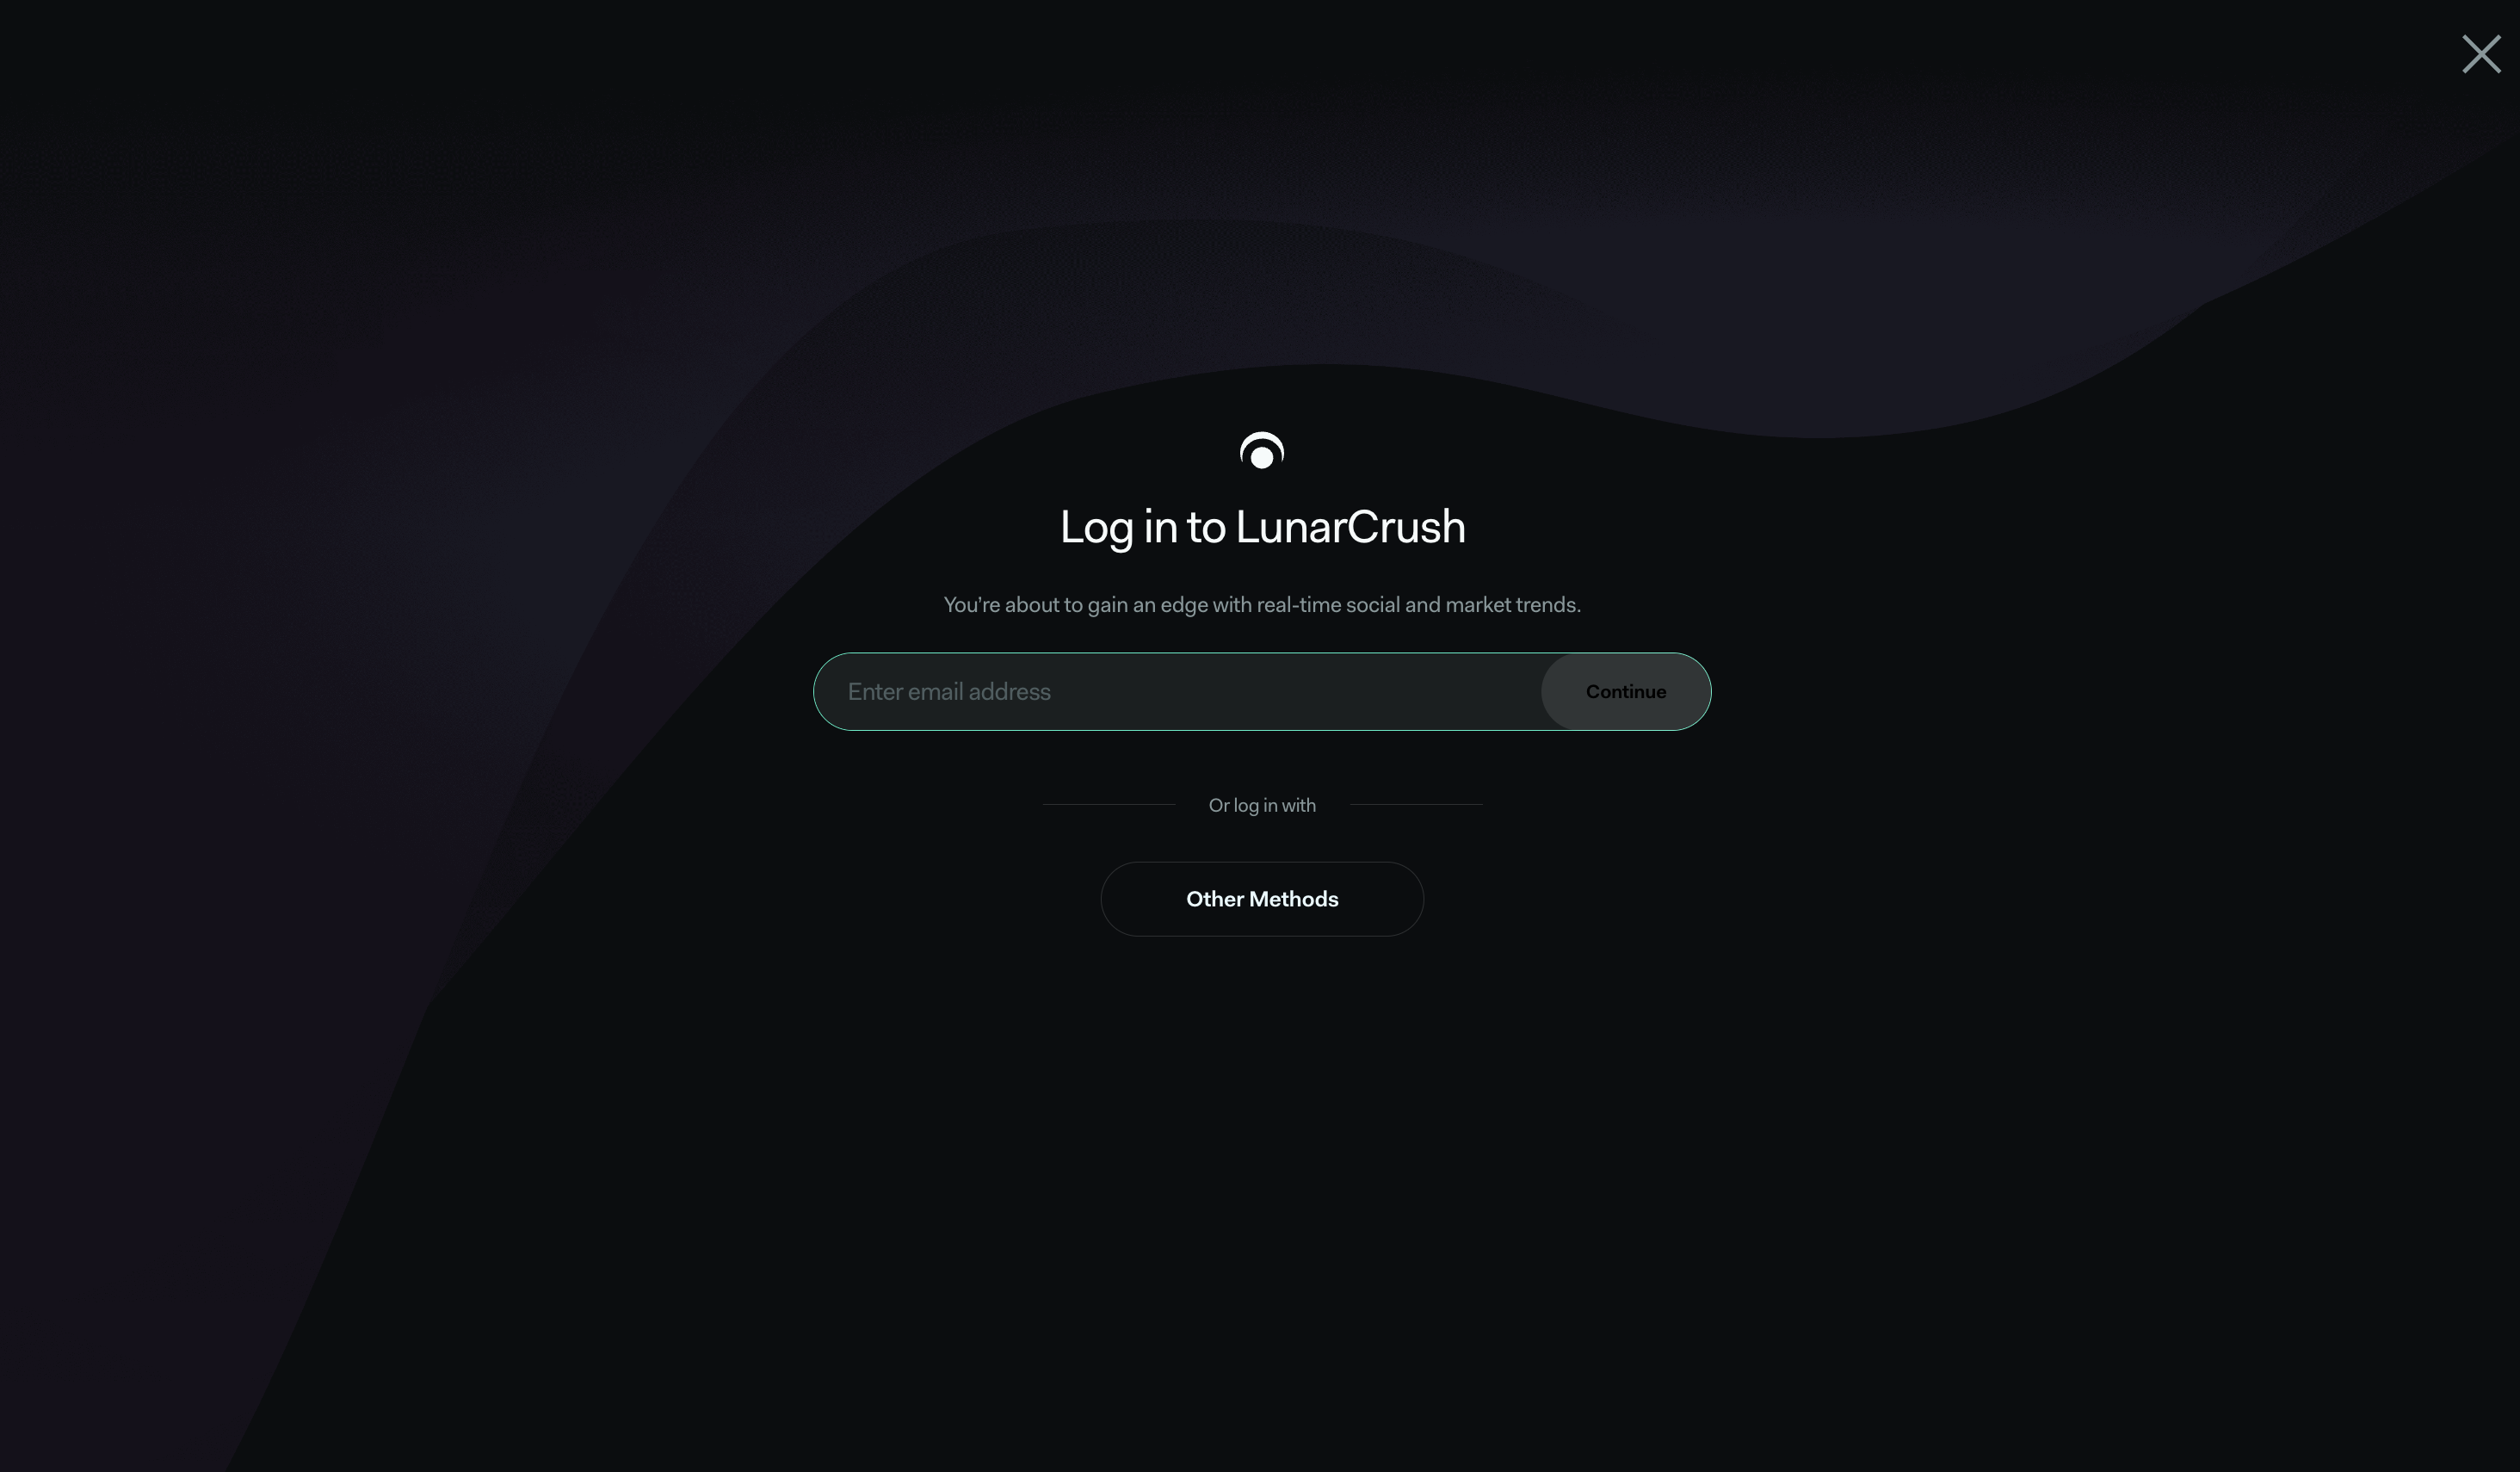 Log in to LunarCrush
You’re about to gain an edge with real-time social and market trends.
Enter email address
Continue
Or log in with
Other Methods